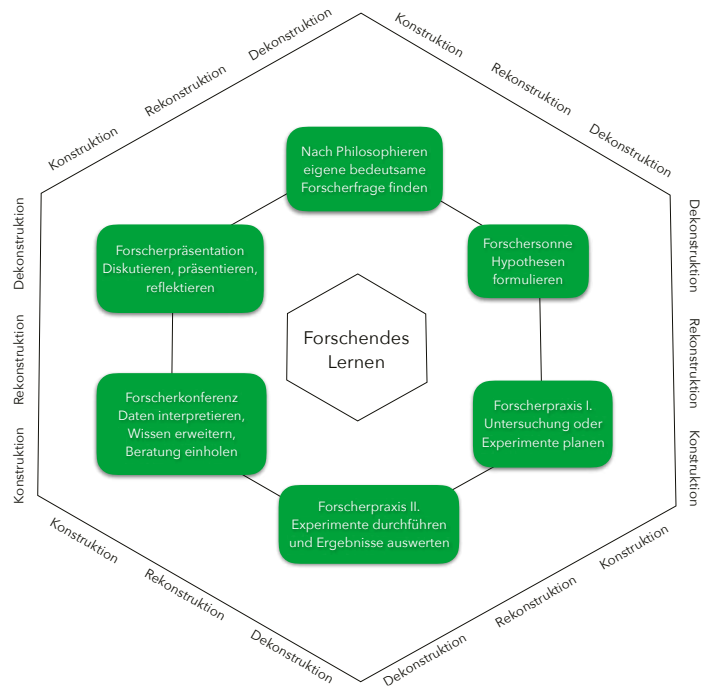 Dekonstruktion
Rekonstruktion
Konstruktion
Konstruktion
Rekonstruktion
Dekonstruktion
Nach Philosophieren
eigene bedeutsame
Forscherfrage finden
Forscherpräsentation
Diskutieren, präsentieren,
reflektieren
Forschersonne
Hypothesen
formulieren
Dekonstruktion
Rekonstruktion
Konstruktion
Dekonstruktion
Rekonstruktion
Konstruktion
Forschendes
Lernen
Forscherkonferenz
Daten interpretieren,
Wissen erweitern,
Beratung einholen
Forscherpraxis I.
Untersuchung oder
Experimente planen
Forscherpraxis II.
Experimente durchführen
und Ergebnisse auswerten
Konstruktion
Rekonstruktion
Dekonstruktion
Konstruktion
Rekonstruktion
Dekonstruktion